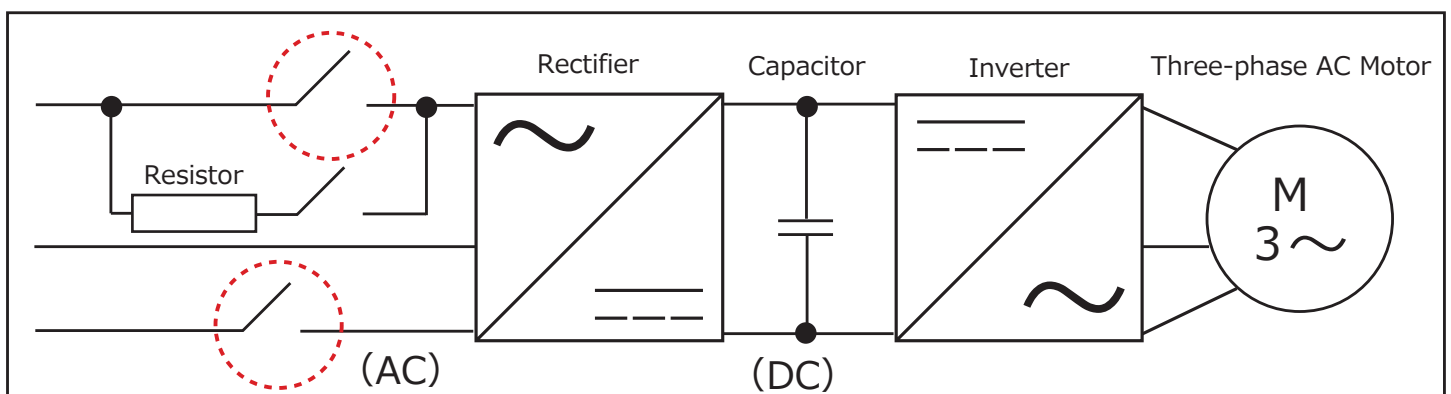 Rectifier
Capacitor
Inverter
Three-phase AC Motor
Resistor
M
3～
(AC)
(DC)